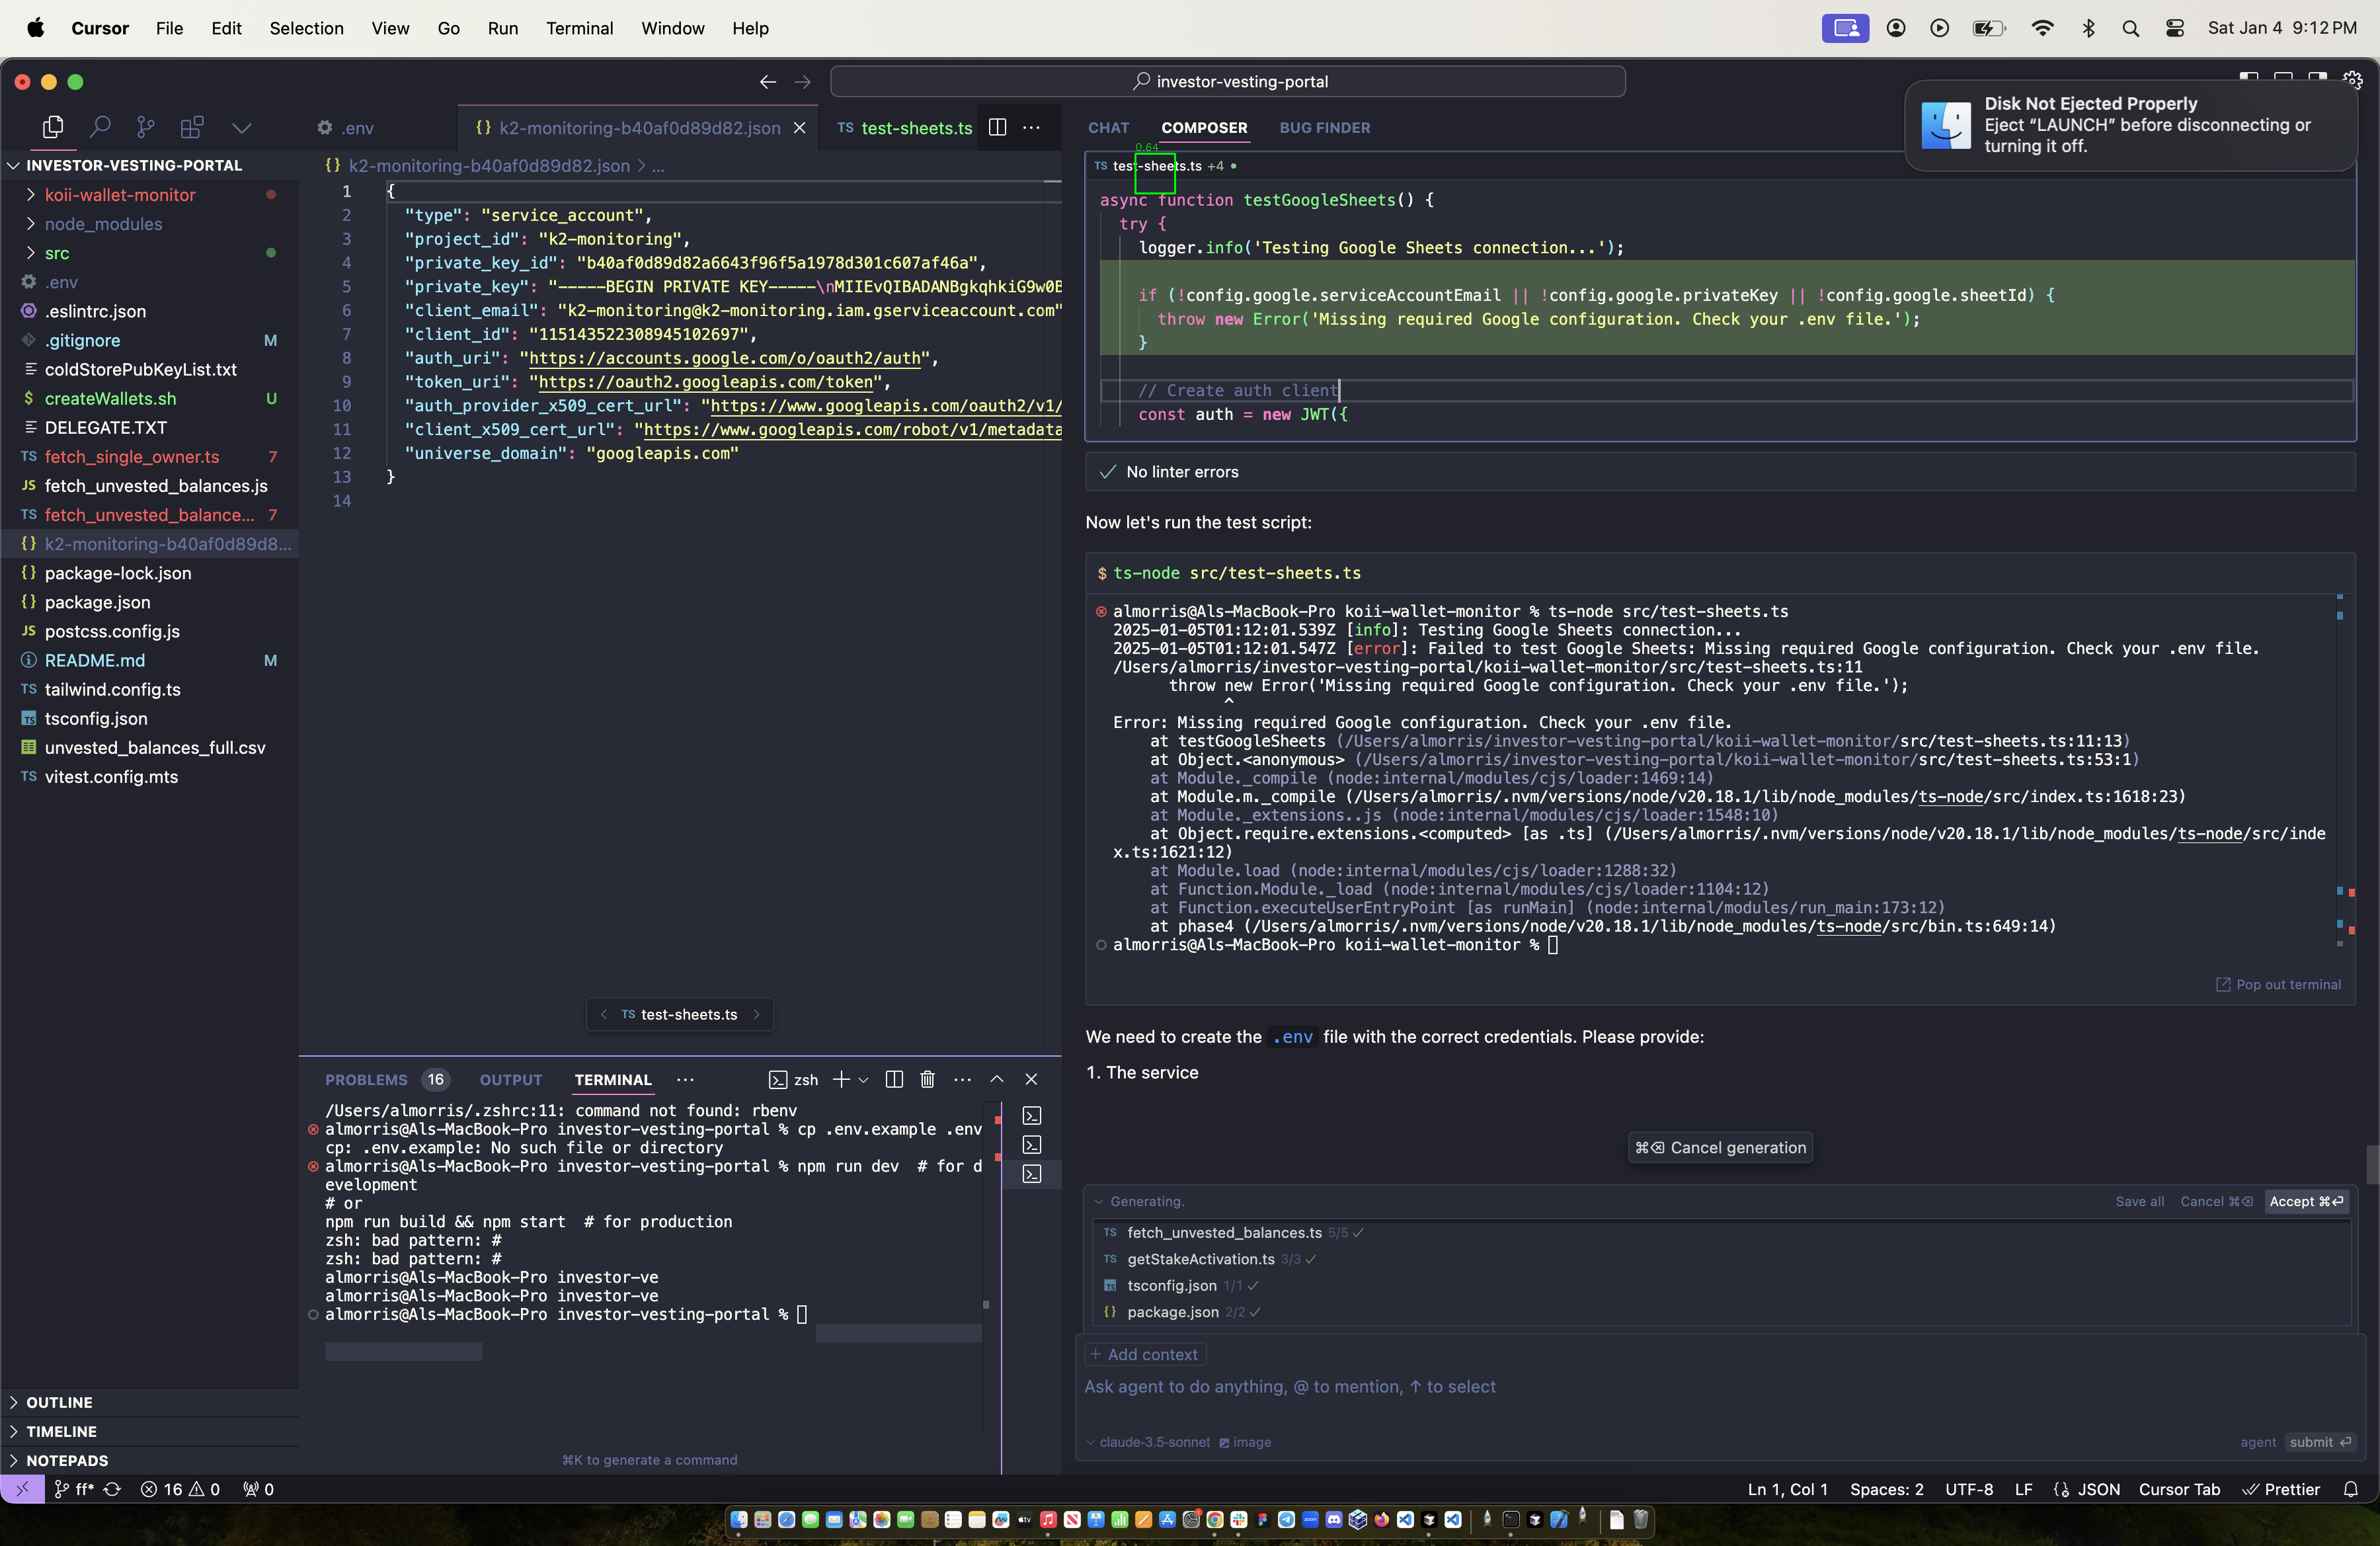 Cursor File Edit Selection View Go Run Terminal Window Help
Sat Jan 4 9:12 PM
investor-vesting-portal
Disk Not Ejected Properly
Eject “LAUNCH” before disconnecting or
turning it off.
INVESTOR-VESTING-PORTAL
koii-wallet-monitor
node_modules
src
.env
.eslintrc.json
.gitignore M
coldStorePubKeyList.txt
$ createWallets.sh U
DELEGATE.TXT
TS fetch_single_owner.ts 7
JS fetch_unvested_balances.js
TS fetch_unvested_balance... 7
{} k2-monitoring-b40af0d89d8...
{} package-lock.json
{} package.json
JS postcss.config.js
README.md M
TS tailwind.config.ts
TS tsconfig.json
unvested_balances_full.csv
TS vitest.config.mts
OUTLINE
TIMELINE
NOTEPADS
.env
{} k2-monitoring-b40af0d89d82.json
TS test-sheets.ts
{} k2-monitoring-b40af0d89d82.json > ...
1 {
2 "type": "service_account",
3 "project_id": "k2-monitoring",
4 "private_key_id": "b40af0d89d82a6643f96f5a1978d301c607af46a",
5 "private_key": "-----BEGIN PRIVATE KEY-----\nMIIEvQIBADANBgkqhkiG9w0B
6 "client_email": "k2-monitoring@k2-monitoring.iam.gserviceaccount.com"
7 "client_id": "115143522308945102697",
8 "auth_uri": "https://accounts.google.com/o/oauth2/auth",
9 "token_uri": "https://oauth2.googleapis.com/token",
10 "auth_provider_x509_cert_url": "https://www.googleapis.com/oauth2/v1/
11 "client_x509_cert_url": "https://www.googleapis.com/robot/v1/metadata
12 "universe_domain": "googleapis.com"
13 }
14
< TS test-sheets.ts >
PROBLEMS 16 OUTPUT TERMINAL ... zsh
/Users/almorris/.zshrc:11: command not found: rbenv
almorris@Als-MacBook-Pro investor-vesting-portal % cp .env.example .env
cp: .env.example: No such file or directory
almorris@Als-MacBook-Pro investor-vesting-portal % npm run dev # for d
evelopment
# or
npm run build && npm start # for production
zsh: bad pattern: #
zsh: bad pattern: #
almorris@Als-MacBook-Pro investor-ve
almorris@Als-MacBook-Pro investor-ve
almorris@Als-MacBook-Pro investor-vesting-portal %
⌘K to generate a command
CHAT COMPOSER BUG FINDER
0.64
TS test-sheets.ts +4
async function testGoogleSheets() {
try {
logger.info('Testing Google Sheets connection...');
if (!config.google.serviceAccountEmail || !config.google.privateKey || !config.google.sheetId) {
throw new Error('Missing required Google configuration. Check your .env file.');
}
// Create auth client
const auth = new JWT({
No linter errors
Now let's run the test script:
$ ts-node src/test-sheets.ts
almorris@Als-MacBook-Pro koii-wallet-monitor % ts-node src/test-sheets.ts
2025-01-05T01:12:01.539Z [info]: Testing Google Sheets connection...
2025-01-05T01:12:01.547Z [error]: Failed to test Google Sheets: Missing required Google configuration. Check your .env file.
/Users/almorris/investor-vesting-portal/koii-wallet-monitor/src/test-sheets.ts:11
throw new Error('Missing required Google configuration. Check your .env file.');
^
Error: Missing required Google configuration. Check your .env file.
at testGoogleSheets (/Users/almorris/investor-vesting-portal/koii-wallet-monitor/src/test-sheets.ts:11:13)
at Object.<anonymous> (/Users/almorris/investor-vesting-portal/koii-wallet-monitor/src/test-sheets.ts:53:1)
at Module._compile (node:internal/modules/cjs/loader:1469:14)
at Module.m._compile (/Users/almorris/.nvm/versions/node/v20.18.1/lib/node_modules/ts-node/src/index.ts:1618:23)
at Module._extensions..js (node:internal/modules/cjs/loader:1548:10)
at Object.require.extensions.<computed> [as .ts] (/Users/almorris/.nvm/versions/node/v20.18.1/lib/node_modules/ts-node/src/inde
x.ts:1621:12)
at Module.load (node:internal/modules/cjs/loader:1288:32)
at Function.Module._load (node:internal/modules/cjs/loader:1104:12)
at Function.executeUserEntryPoint [as runMain] (node:internal/modules/run_main:173:12)
at phase4 (/Users/almorris/.nvm/versions/node/v20.18.1/lib/node_modules/ts-node/src/bin.ts:649:14)
almorris@Als-MacBook-Pro koii-wallet-monitor %
Pop out terminal
We need to create the .env file with the correct credentials. Please provide:
1. The service
⌘⌫ Cancel generation
Generating. Save all Cancel ⌘⌫ Accept ⌘↵
TS fetch_unvested_balances.ts 5/5 ✓
TS getStakeActivation.ts 3/3 ✓
TS tsconfig.json 1/1 ✓
{} package.json 2/2 ✓
+ Add context
Ask agent to do anything, @ to mention, ↑ to select
claude-3.5-sonnet image agent submit ↵
ff* 16 0 0
Ln 1, Col 1 Spaces: 2 UTF-8 LF JSON Cursor Tab Prettier